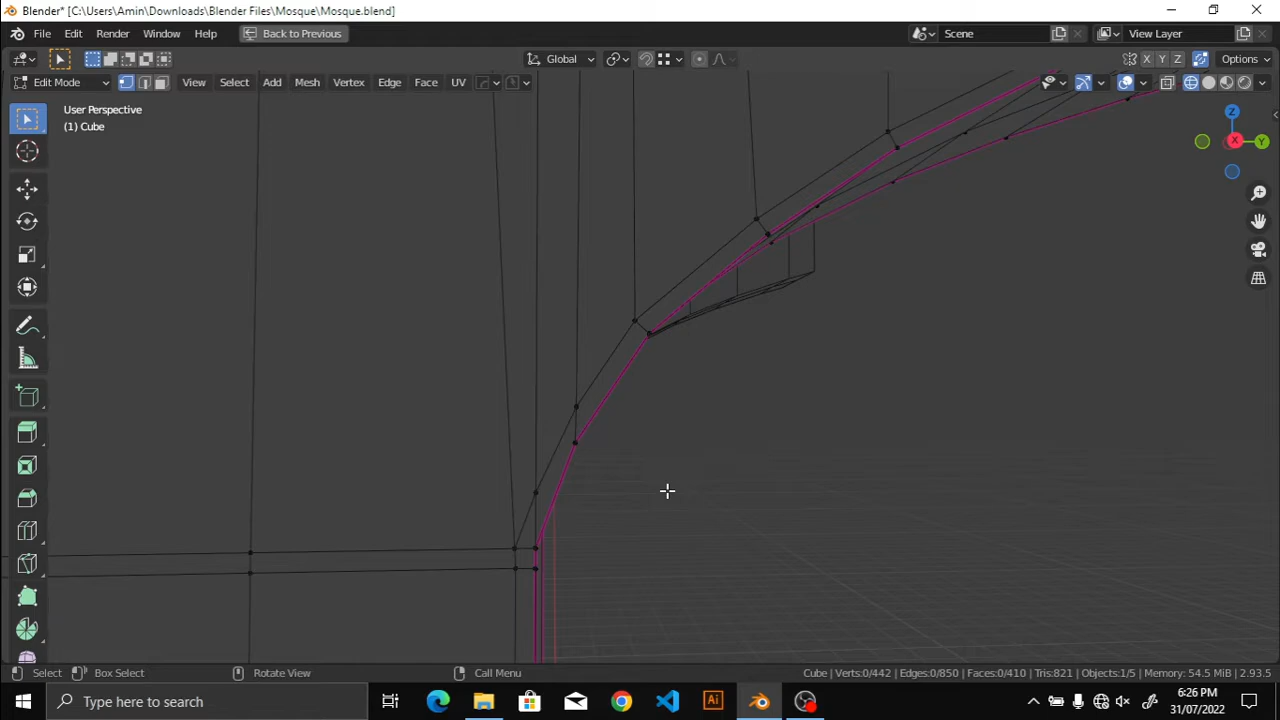 Blender* [C:\Users\Amin\Downloads\Blender Files\Mosque\Mosque.blend]
File Edit Render Window Help Back to Previous Scene View Layer
Global X Y Z Options
Edit Mode View Select Add Mesh Vertex Edge Face UV
User Perspective
(1) Cube
Z
X
Y
Select Box Select Rotate View Call Menu Cube | Verts:0/442 | Edges:0/850 | Faces:0/410 | Tris:821 | Objects:1/5 | Memory: 54.5 MiB | 2.93.5
Type here to search
Ai
6:26 PM
31/07/2022